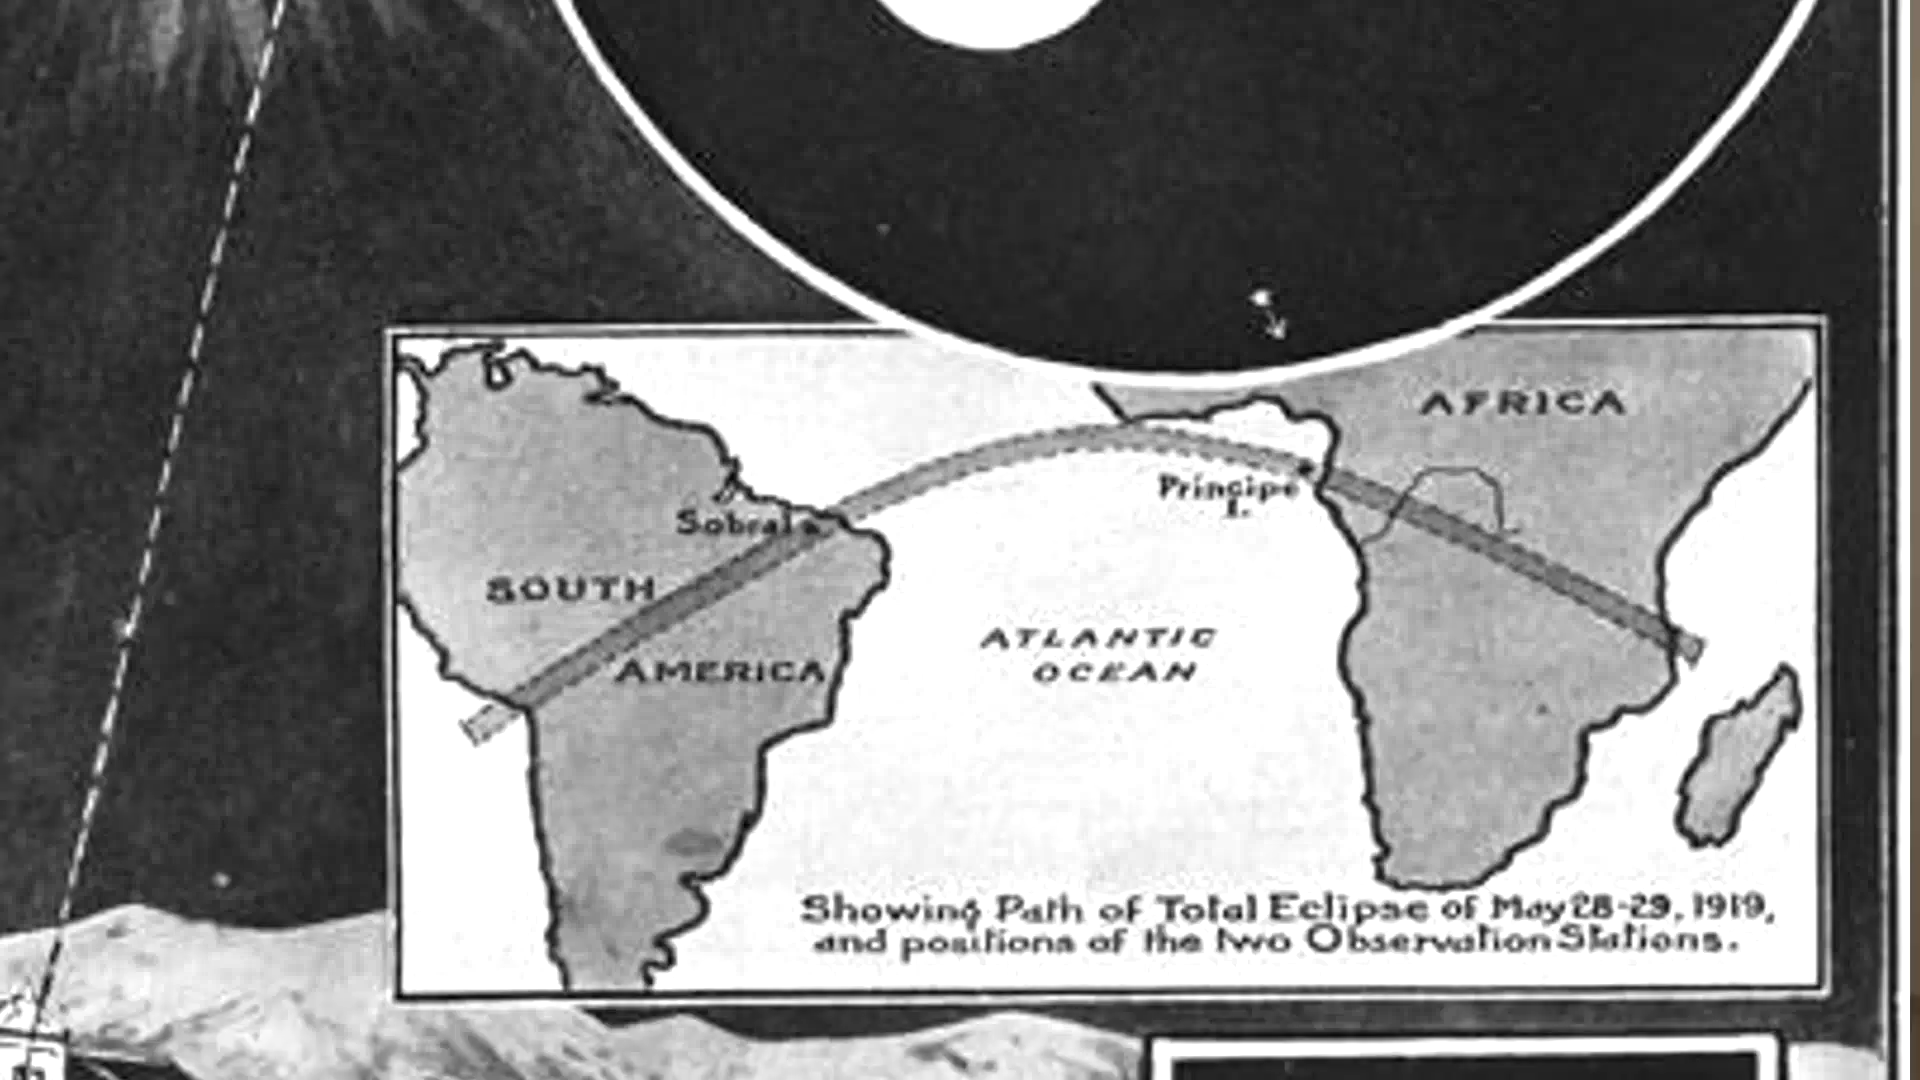 AFRICA
Principe
I.
Sobral
SOUTH
AMERICA
ATLANTIC
OCEAN
Showing Path of Total Eclipse of May 28-29, 1919,
and positions of the two Observation Stations.